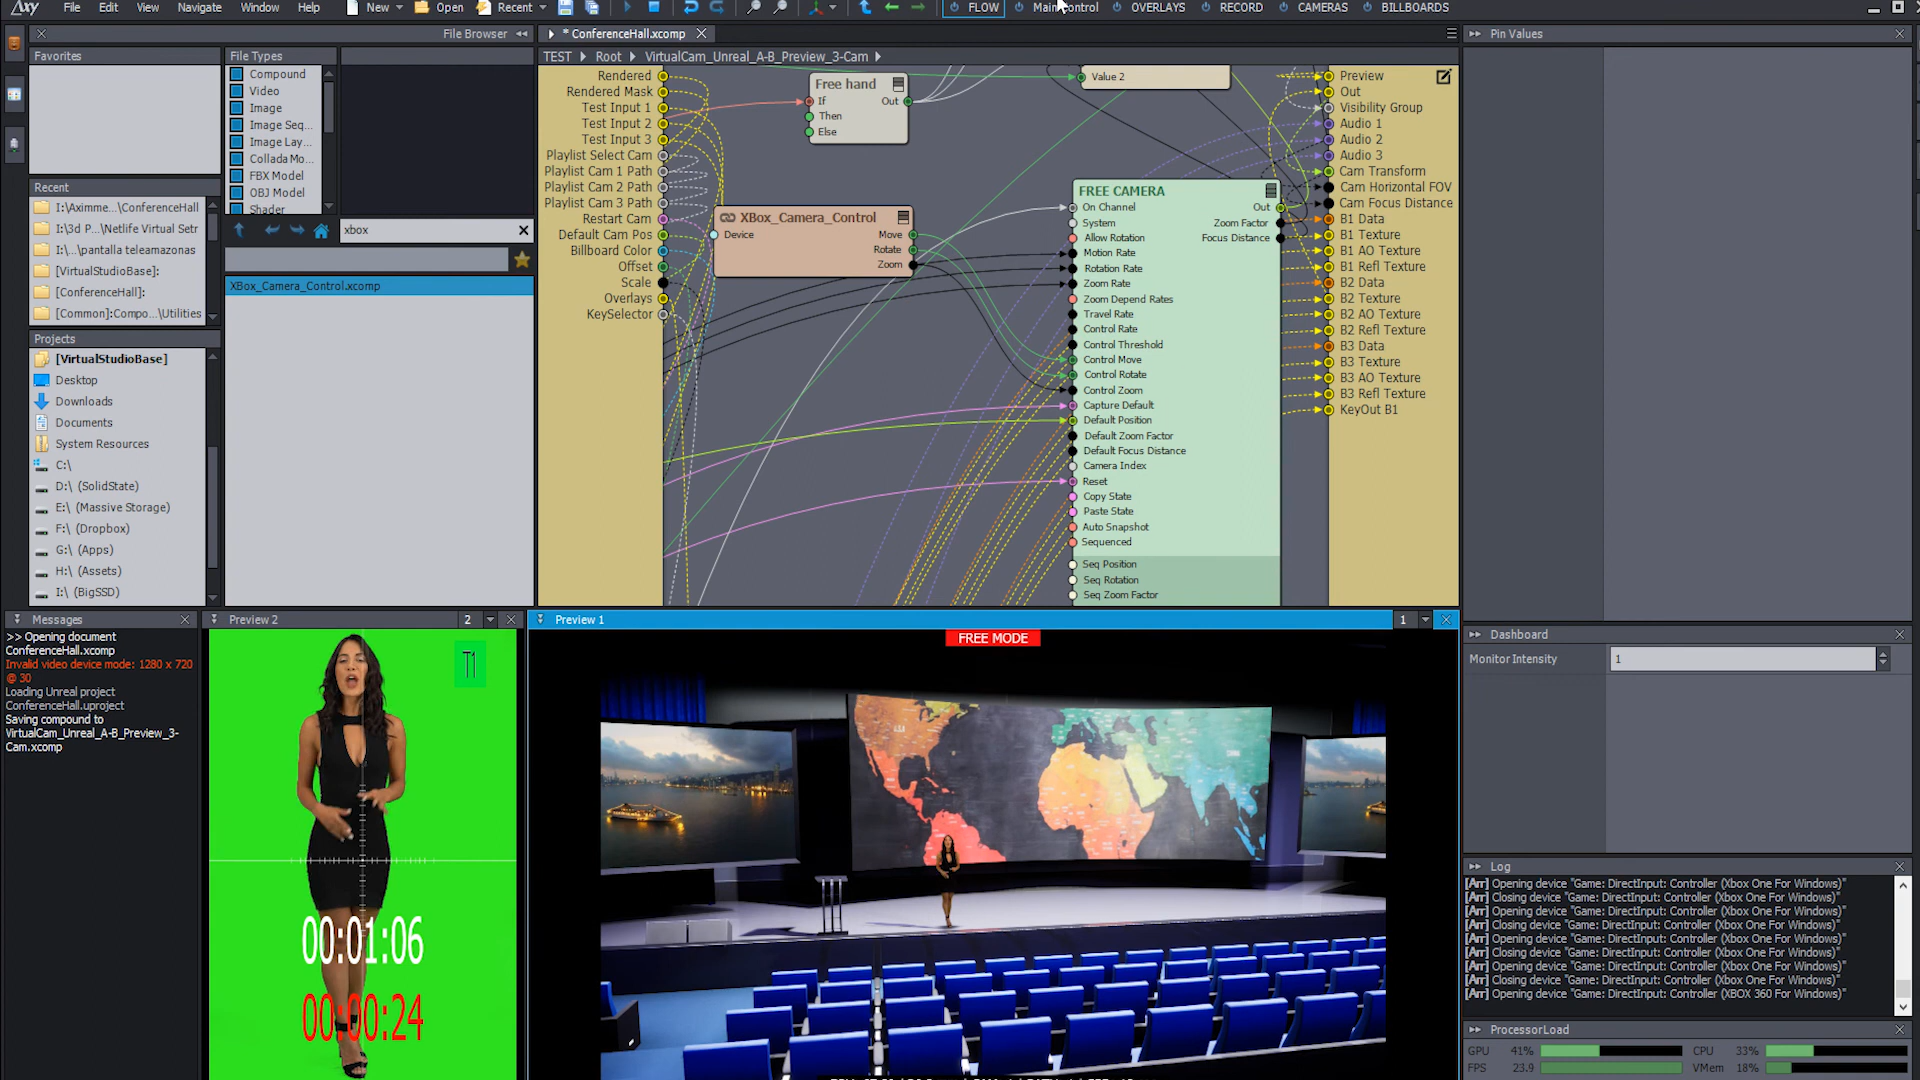 Axy File Edit View Navigate Window Help New Open Recent FLOW MainControl OVERLAYS RECORD CAMERAS BILLBOARDS
File Browser
* ConferenceHall.xcomp
Pin Values
Favorites
File Types
Compound
Video
Image
Image Seq...
Image Lay...
Collada Mo...
FBX Model
OBJ Model
Shader
Recent
I:\Aximme...\ConferenceHall
I:\3d P...\Netlife Virtual Setr
I:\...\pantalla teleamazonas
[VirtualStudioBase]:
[ConferenceHall]:
[Common]:Compo...\Utilities
xbox
XBox_Camera_Control.xcomp
Projects
[VirtualStudioBase]
Desktop
Downloads
Documents
System Resources
C:\
D:\ (SolidState)
E:\ (Massive Storage)
F:\ (Dropbox)
G:\ (Apps)
H:\ (Assets)
I:\ (BigSSD)
TEST Root VirtualCam_Unreal_A-B_Preview_3-Cam
Rendered
Rendered Mask
Test Input 1
Test Input 2
Test Input 3
Playlist Select Cam
Playlist Cam 1 Path
Playlist Cam 2 Path
Playlist Cam 3 Path
Restart Cam
Default Cam Pos
Billboard Color
Offset
Scale
Overlays
KeySelector
Free hand
If Out
Then
Else
Value 2
XBox_Camera_Control
Device Move
Rotate
Zoom
FREE CAMERA
On Channel Out
System Zoom Factor
Allow Rotation Focus Distance
Motion Rate
Rotation Rate
Zoom Rate
Zoom Depend Rates
Travel Rate
Control Rate
Control Threshold
Control Move
Control Rotate
Control Zoom
Capture Default
Default Position
Default Zoom Factor
Default Focus Distance
Camera Index
Reset
Copy State
Paste State
Auto Snapshot
Sequenced
Seq Position
Seq Rotation
Seq Zoom Factor
Preview
Out
Visibility Group
Audio 1
Audio 2
Audio 3
Cam Transform
Cam Horizontal FOV
Cam Focus Distance
B1 Data
B1 Texture
B1 AO Texture
B1 Refl Texture
B2 Data
B2 Texture
B2 AO Texture
B2 Refl Texture
B3 Data
B3 Texture
B3 AO Texture
B3 Refl Texture
KeyOut B1
Messages
>> Opening document
ConferenceHall.xcomp
Invalid video device mode: 1280 x 720
@ 30
Loading Unreal project
ConferenceHall.uproject
Saving compound to
VirtualCam_Unreal_A-B_Preview_3-
Cam.xcomp
Preview 2 2
T1
00:01:06
00:00:24
Preview 1 1
FREE MODE
Dashboard
Monitor Intensity 1
Log
[Arr] Opening device "Game: DirectInput: Controller (Xbox One For Windows)"
[Arr] Closing device "Game: DirectInput: Controller (Xbox One For Windows)"
[Arr] Opening device "Game: DirectInput: Controller (Xbox One For Windows)"
[Arr] Closing device "Game: DirectInput: Controller (Xbox One For Windows)"
[Arr] Opening device "Game: DirectInput: Controller (Xbox One For Windows)"
[Arr] Closing device "Game: DirectInput: Controller (Xbox One For Windows)"
[Arr] Opening device "Game: DirectInput: Controller (Xbox One For Windows)"
[Arr] Closing device "Game: DirectInput: Controller (Xbox One For Windows)"
[Arr] Opening device "Game: DirectInput: Controller (XBOX 360 For Windows)"
ProcessorLoad
GPU 41% CPU 33%
FPS 23.9 VMem 18%